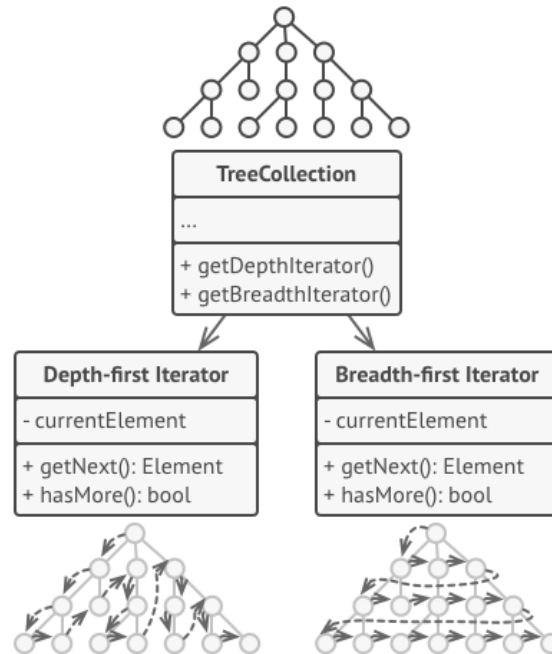 TreeCollection
...
+ getDepthIterator()
+ getBreadthIterator()
Depth-first Iterator
- currentElement
+ getNext(): Element
+ hasMore(): bool
Breadth-first Iterator
- currentElement
+ getNext(): Element
+ hasMore(): bool